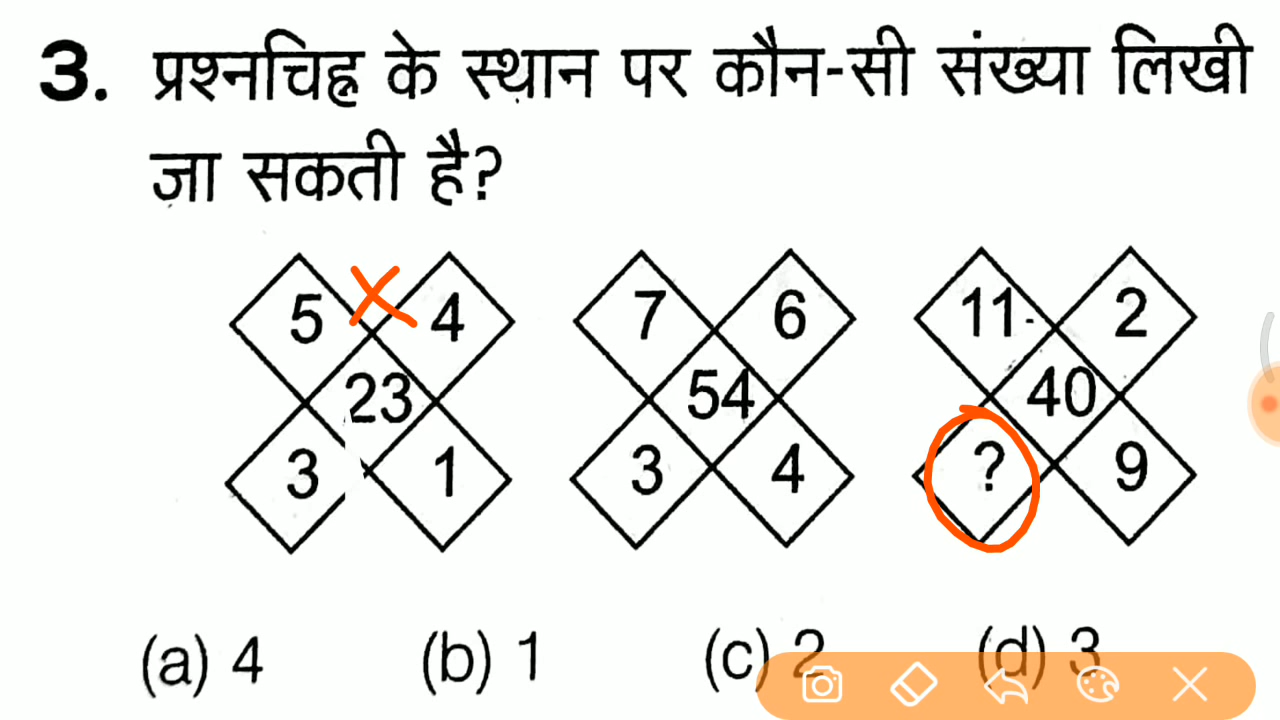 3. प्रश्नचिह्न के स्थान पर कौन-सी संख्या लिखी
जा सकती है?
5 × 4 7 6 11 2
23 54 40
3 1 3 4 ? 9
(a) 4 (b) 1 (c) 2 (d) 3